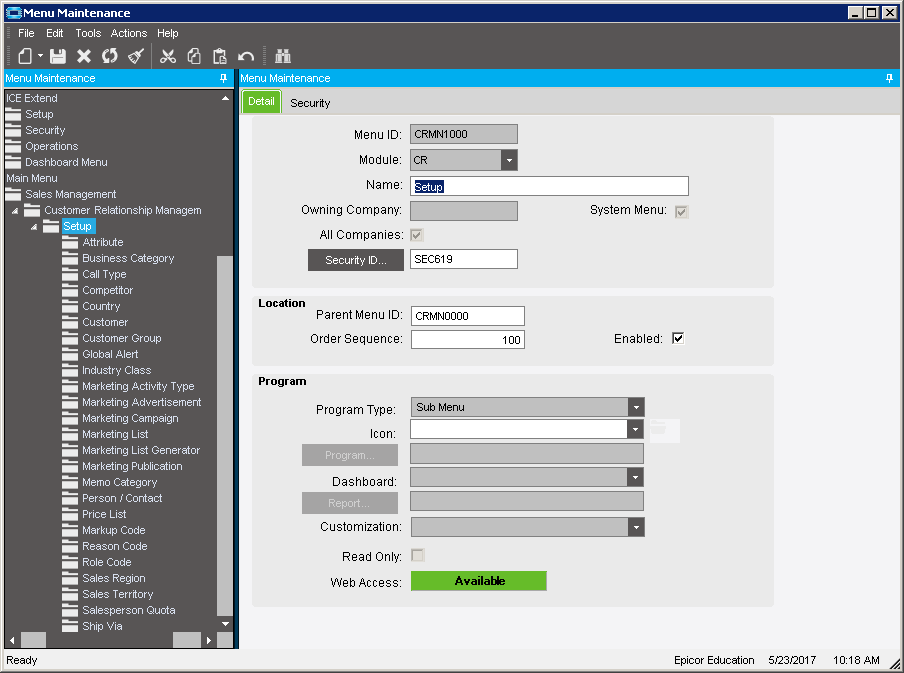 Menu Maintenance
File Edit Tools Actions Help
Menu Maintenance
ICE Extend
Setup
Security
Operations
Dashboard Menu
Main Menu
Sales Management
Customer Relationship Managem
Setup
Attribute
Business Category
Call Type
Competitor
Country
Customer
Customer Group
Global Alert
Industry Class
Marketing Activity Type
Marketing Advertisement
Marketing Campaign
Marketing List
Marketing List Generator
Marketing Publication
Memo Category
Person / Contact
Price List
Markup Code
Reason Code
Role Code
Sales Region
Sales Territory
Salesperson Quota
Ship Via
Menu Maintenance
Detail Security
Menu ID: CRMN1000
Module: CR
Name: Setup
Owning Company: System Menu:
All Companies:
Security ID... SEC619
Location
Parent Menu ID: CRMN0000
Order Sequence: 100 Enabled:
Program
Program Type: Sub Menu
Icon:
Program...
Dashboard:
Report...
Customization:
Read Only:
Web Access: Available
Ready Epicor Education 5/23/2017 10:18 AM